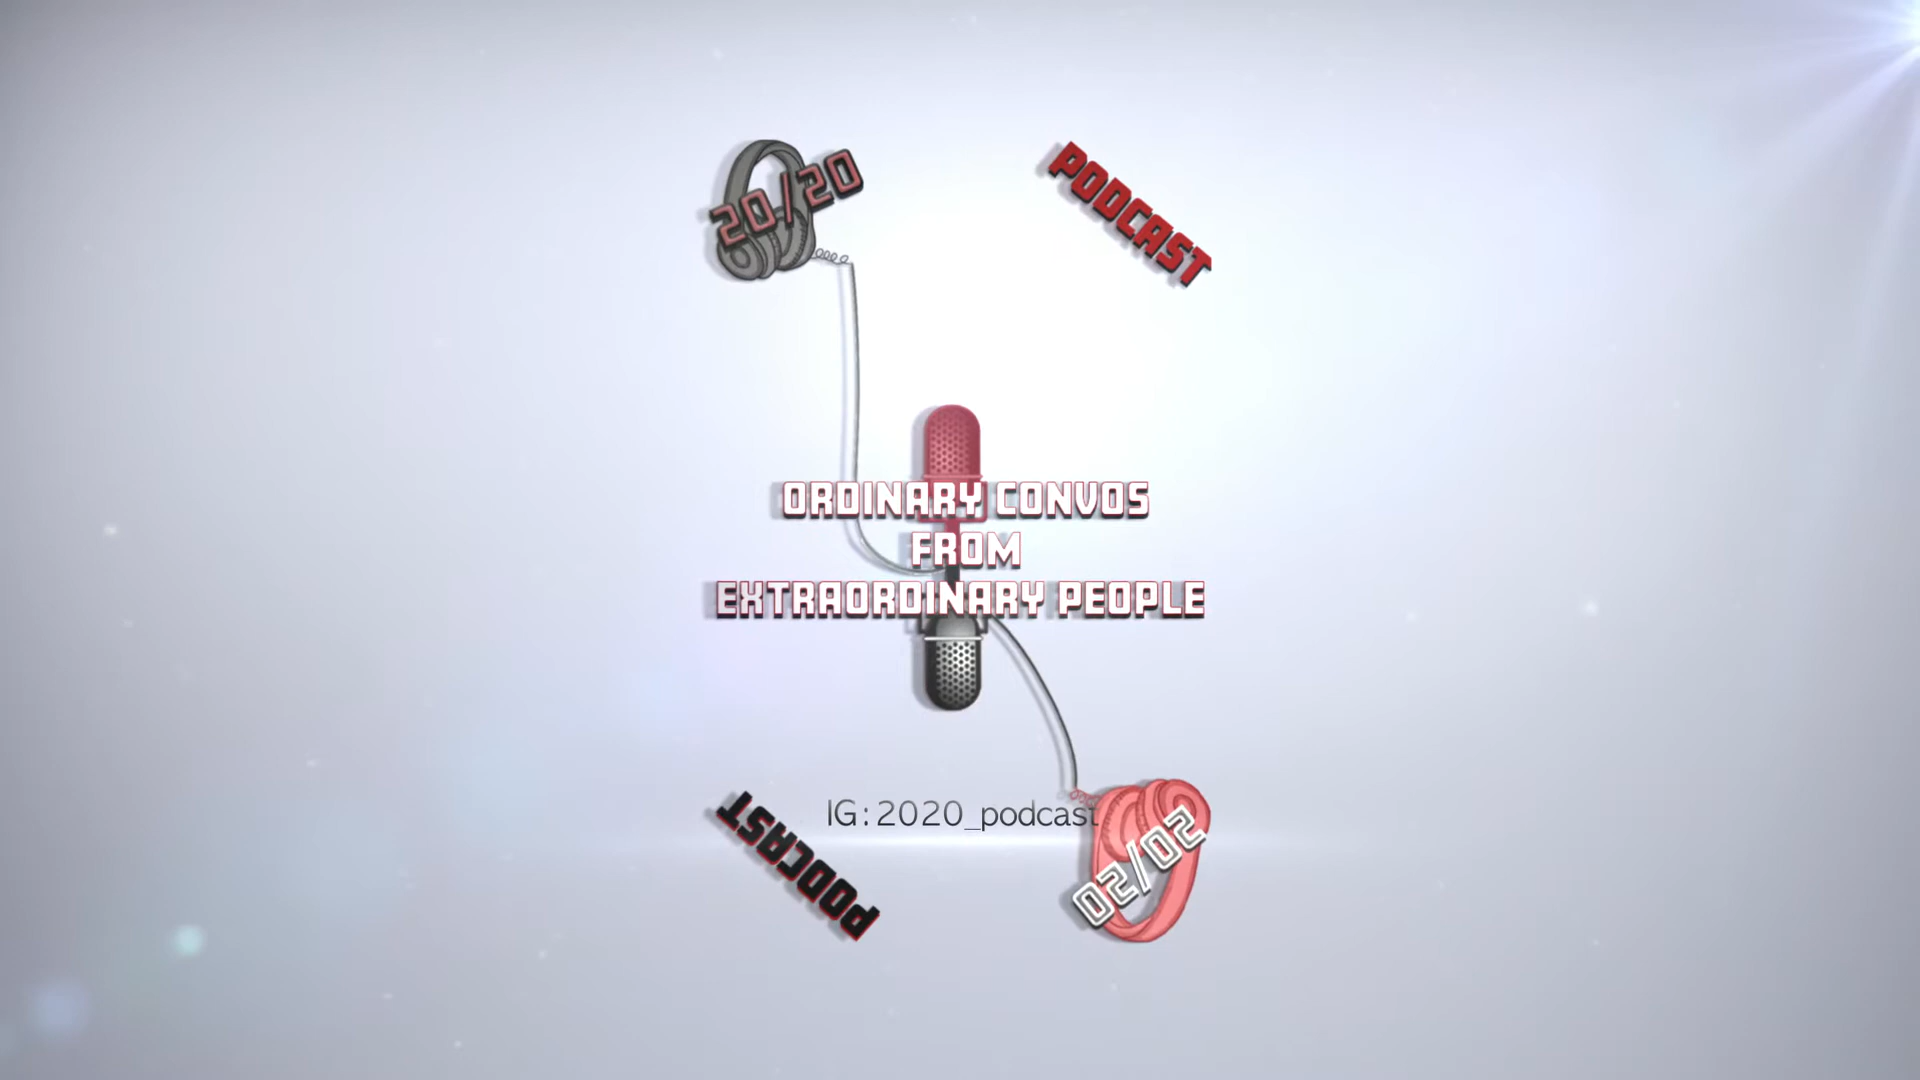 20/20
PODCAST
ORDINARY CONVOS
FROM
EXTRAORDINARY PEOPLE
IG:2020_podcast
PODCAST
20/20